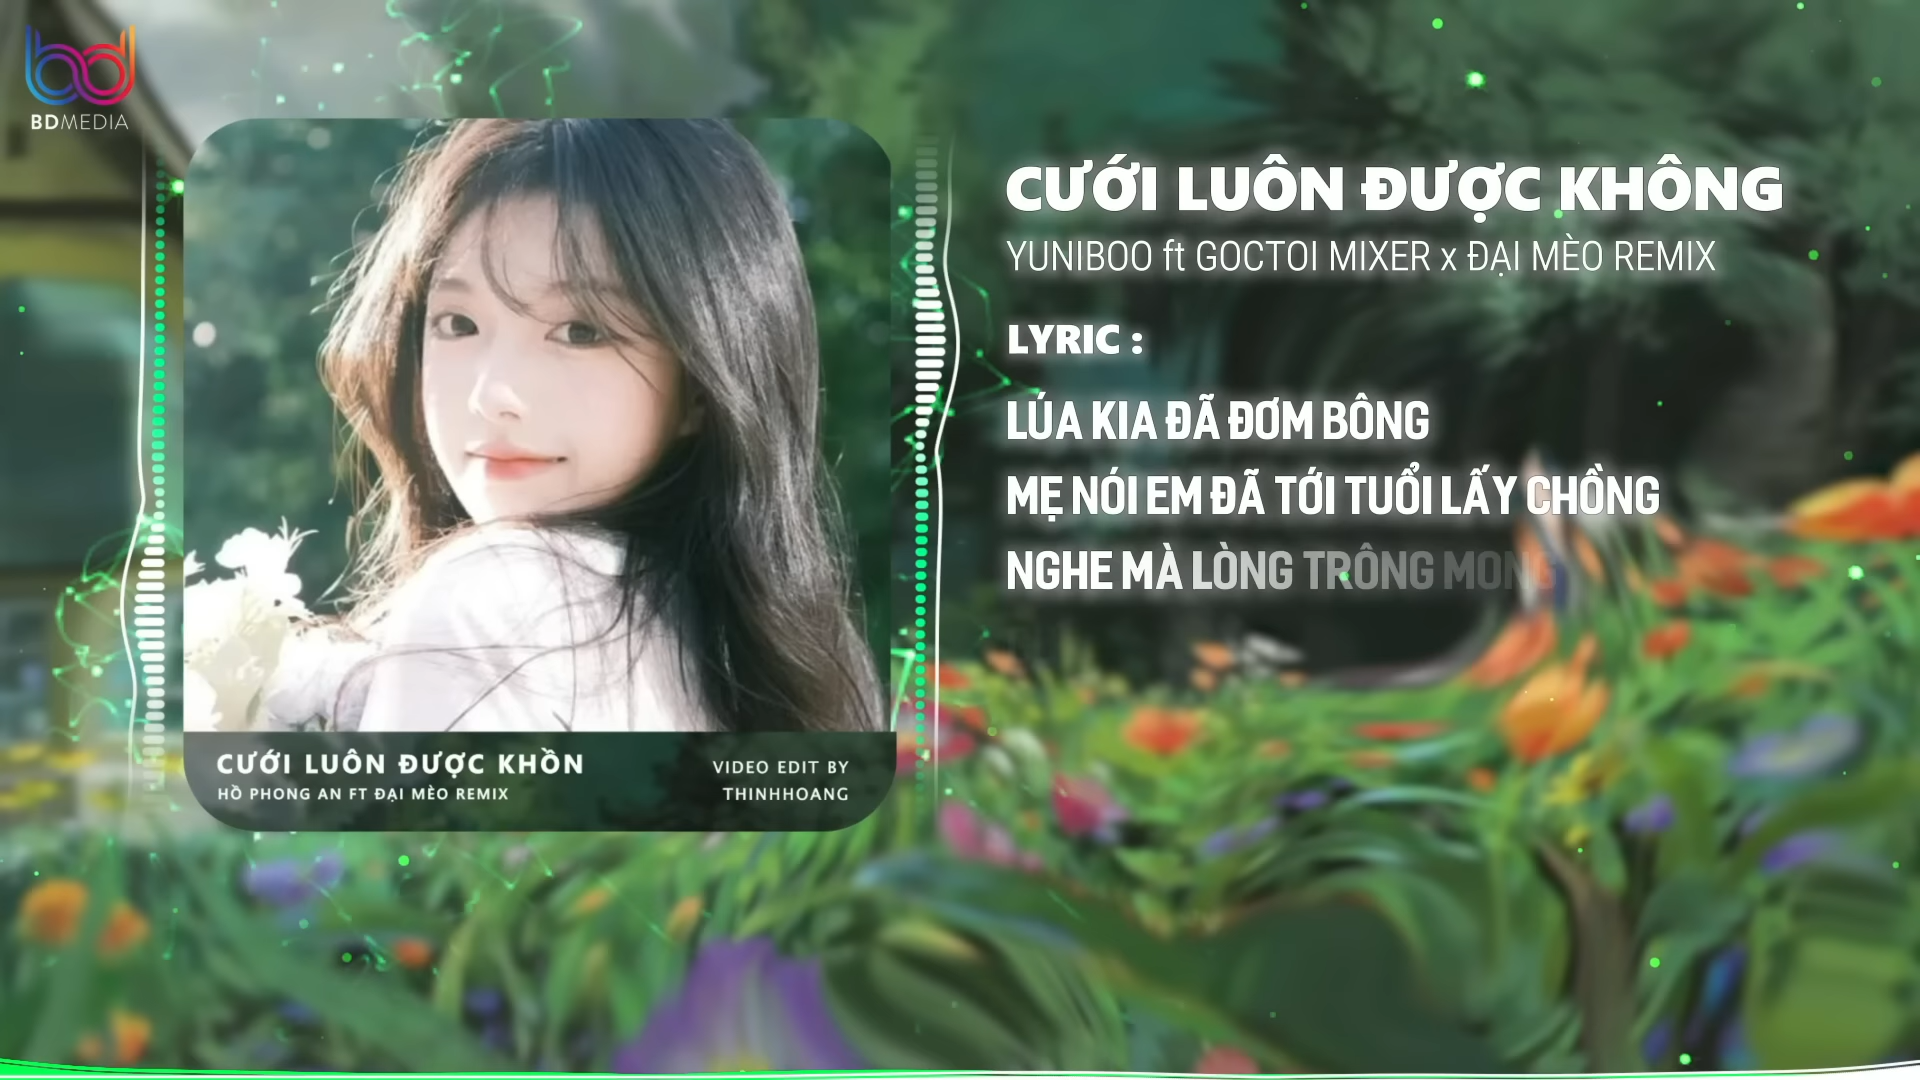 BDMEDIA
CƯỚI LUÔN ĐƯỢC KHÔNG
YUNIBOO ft GOCTOI MIXER x ĐẠI MÈO REMIX
LYRIC :
LÚA KIA ĐÃ ĐƠM BÔNG
MẸ NÓI EM ĐÃ TỚI TUỔI LẤY CHỒNG
NGHE MÀ LÒNG TRÔNG MONG
CƯỚI LUÔN ĐƯỢC KHỒN
HỒ PHONG AN FT ĐẠI MÈO REMIX
VIDEO EDIT BY
THINHHOANG